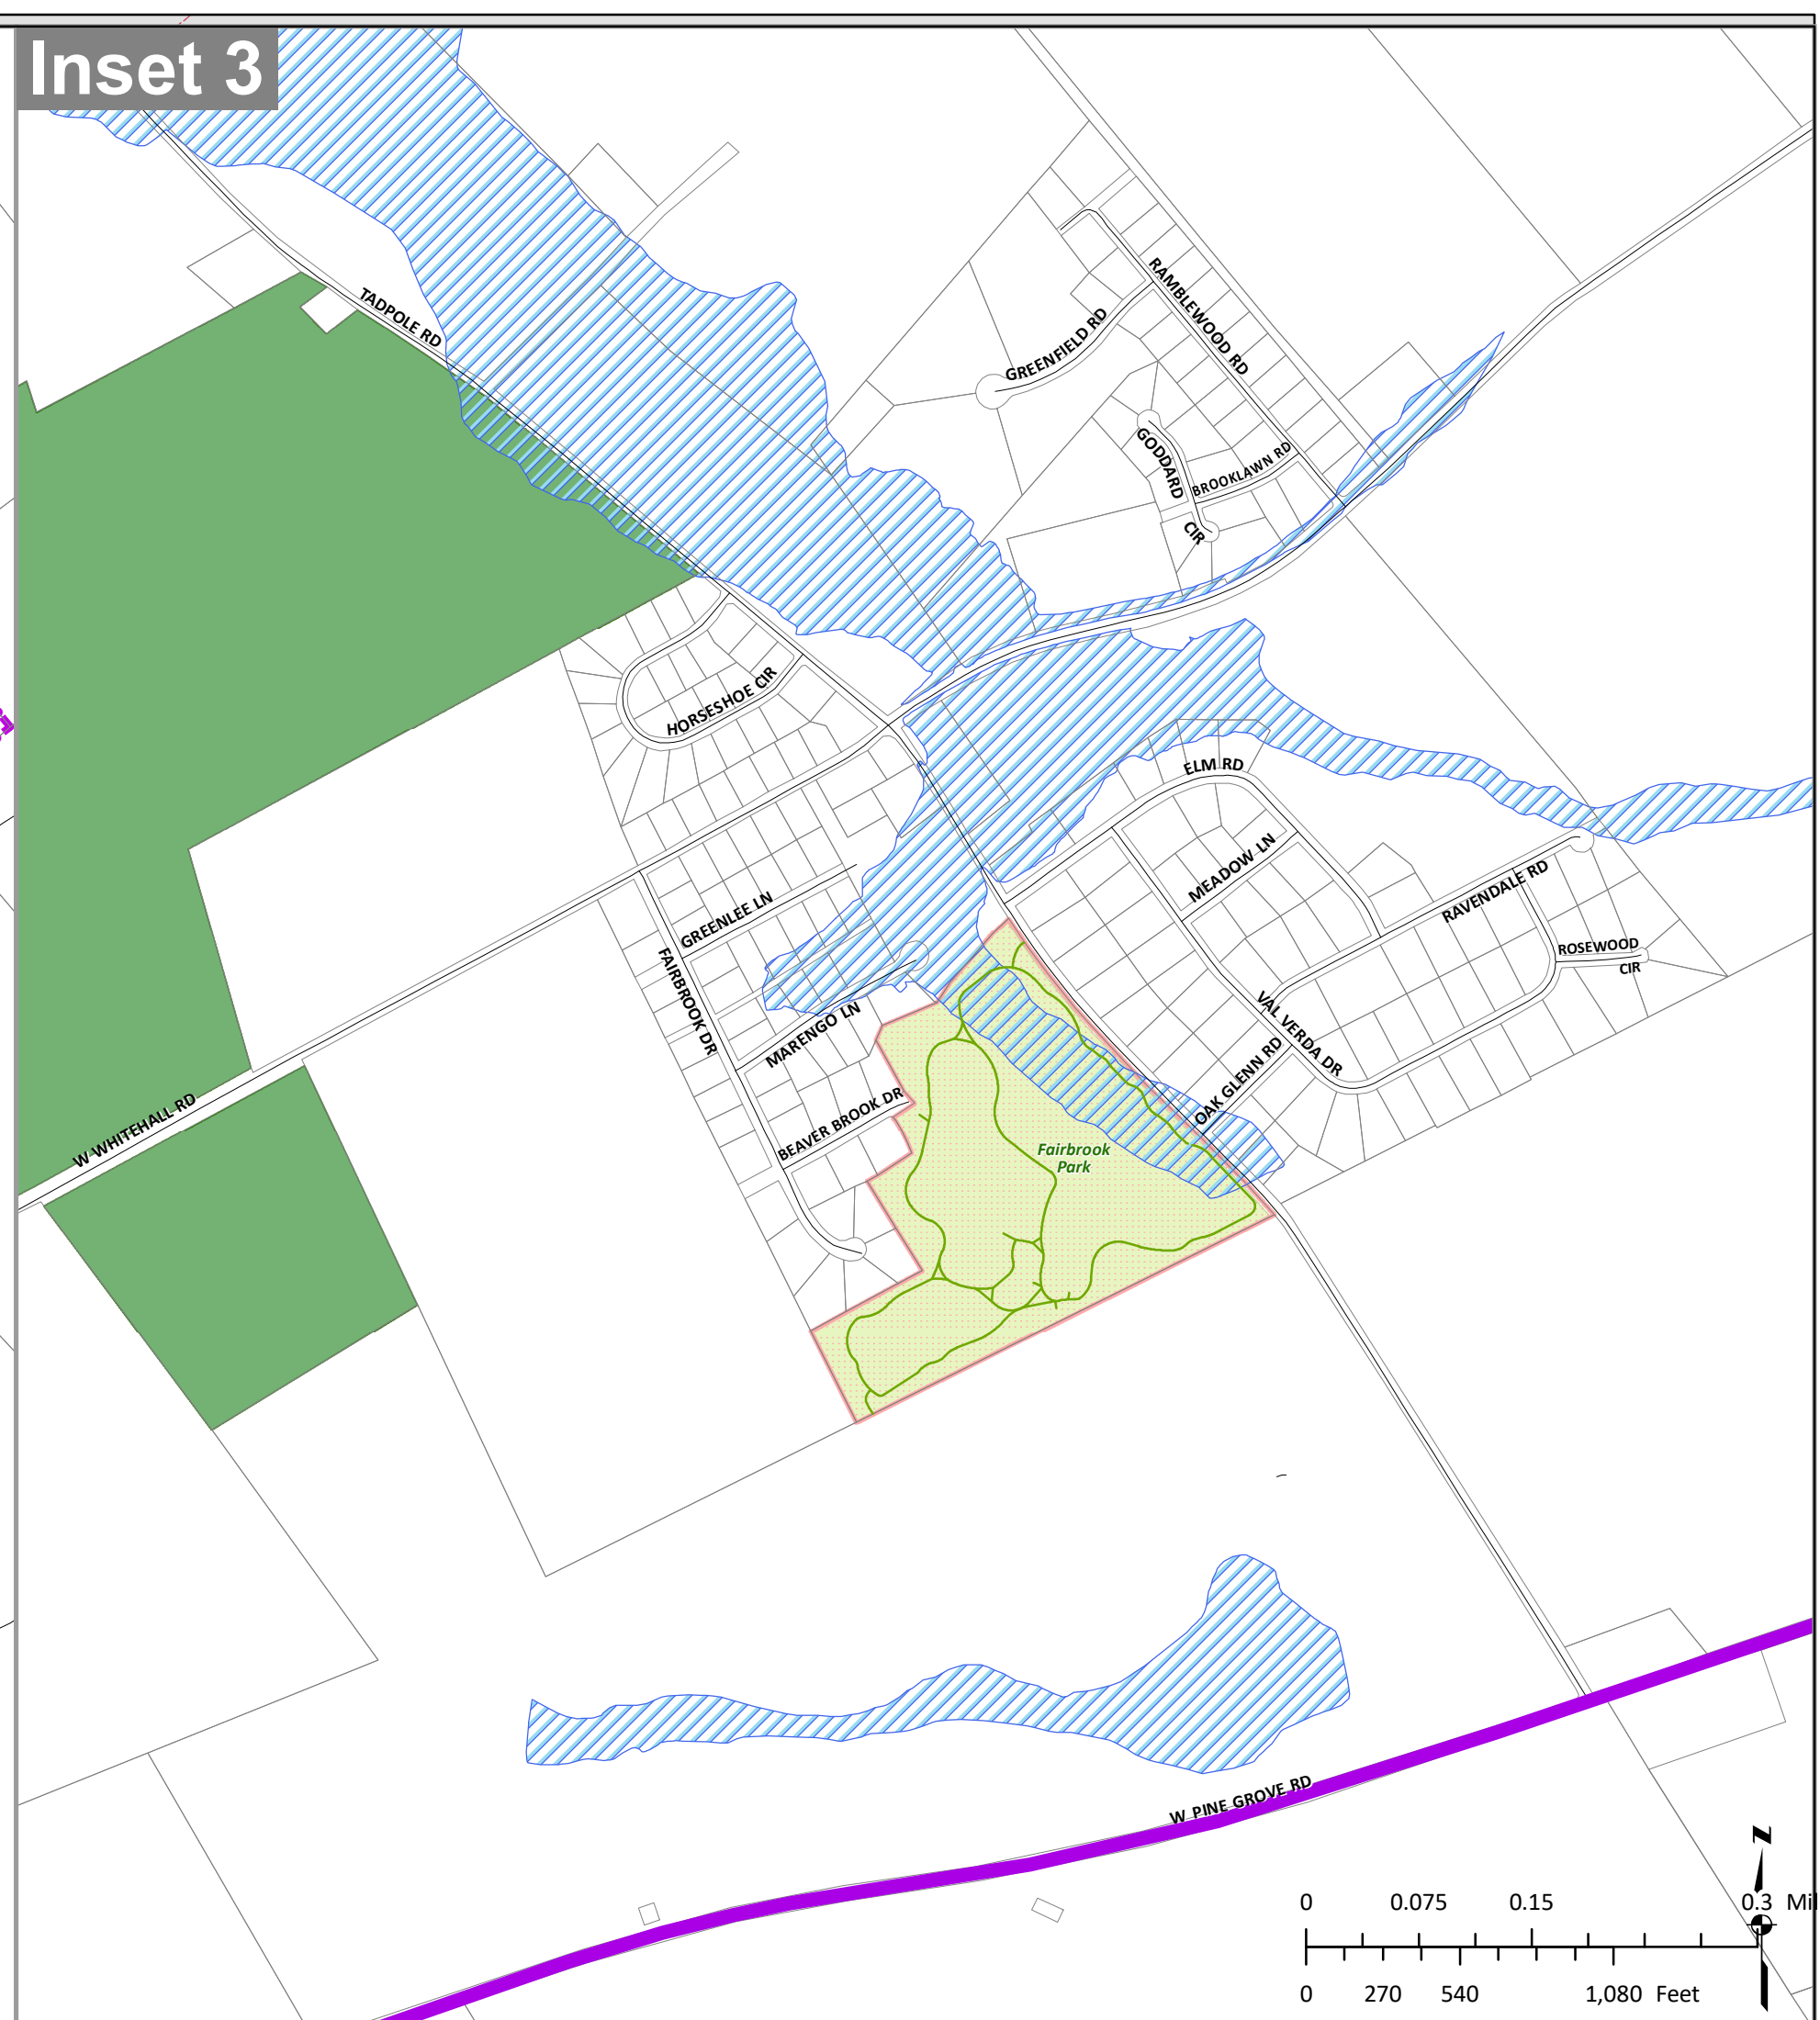 Inset 3
TADPOLE RD
RAMBLEWOOD RD
GREENFIELD RD
GODDARD
CIR
BROOKLAWN RD
HORSESHOE CIR
ELM RD
MEADOW LN
RAVENDALE RD
ROSEWOOD
CIR
GREENLEE LN
FAIRBROOK DR
MARENGO LN
VAL VERDA DR
OAK GLENN RD
BEAVER BROOK DR
W WHITEHALL RD
Fairbrook
Park
W PINE GROVE RD
N
0 0.075 0.15 0.3 Mil
0 270 540 1,080 Feet